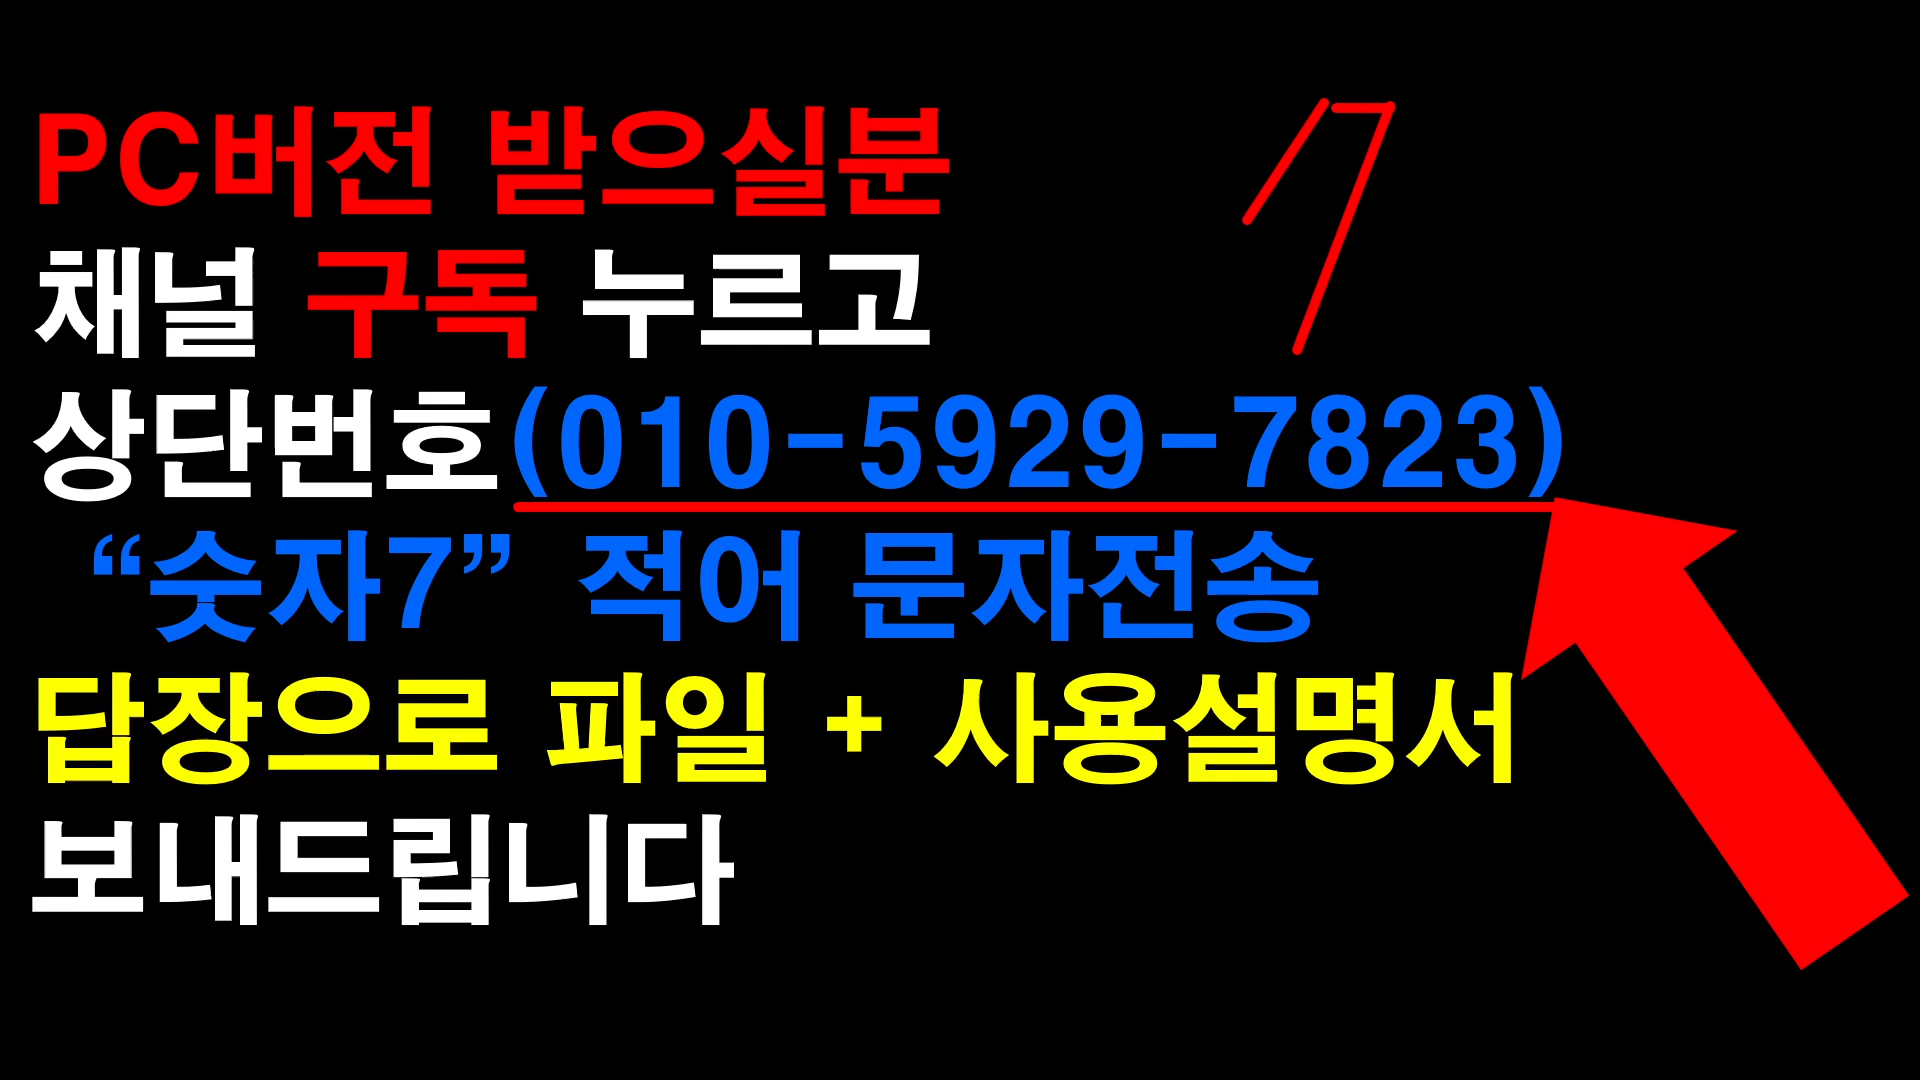 PC버전 받으실분
7
채널 구독 누르고
상단번호(010-5929-7823)
“숫자7” 적어 문자전송
답장으로 파일 + 사용설명서
보내드립니다